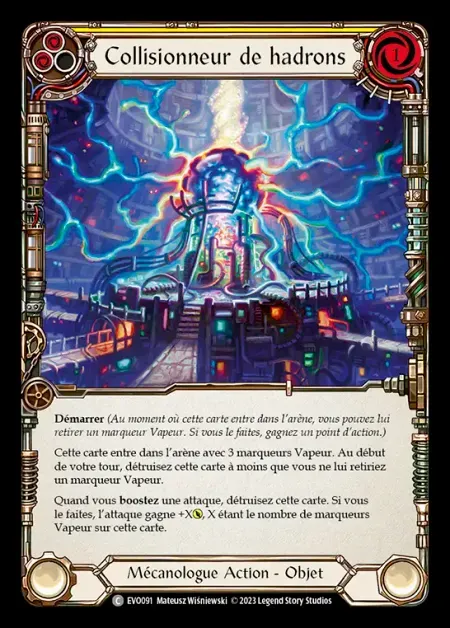 Collisionneur de hadrons
1
Démarrer (Au moment où cette carte entre dans l'arène, vous pouvez lui
retirer un marqueur Vapeur. Si vous le faites, gagnez un point d'action.)
Cette carte entre dans l'arène avec 3 marqueurs Vapeur. Au début
de votre tour, détruisez cette carte à moins que vous ne lui retiriez
un marqueur Vapeur.
Quand vous boostez une attaque, détruisez cette carte. Si vous
le faites, l'attaque gagne +X, X étant le nombre de marqueurs
Vapeur sur cette carte.
Mécanologue Action - Objet
C EVO091 Mateusz Wiśniewski © 2023 Legend Story Studios